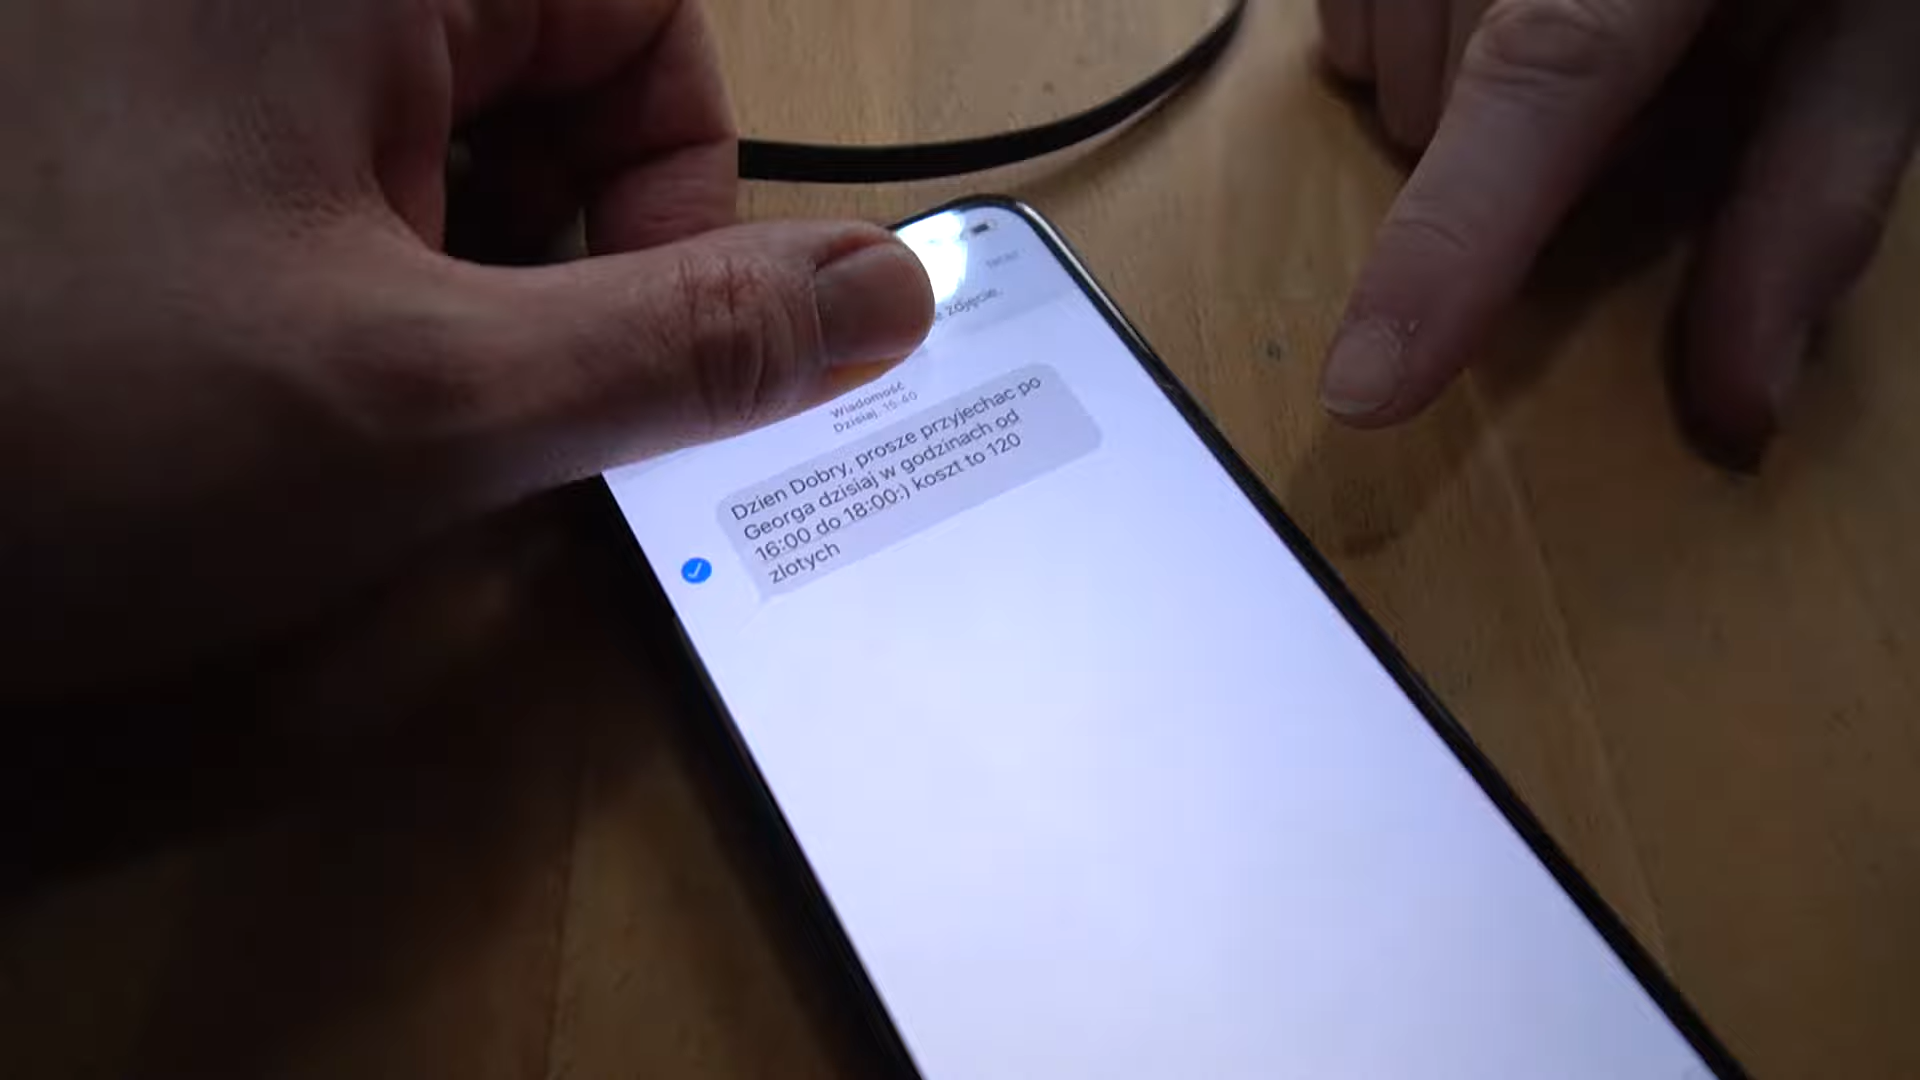 zdjęcie.
Wiadomość
Dzisiaj, 15:40
Dzien Dobry, prosze przyjechac po
Georga dzisiaj w godzinach od
16:00 do 18:00:) koszt to 120
zlotych